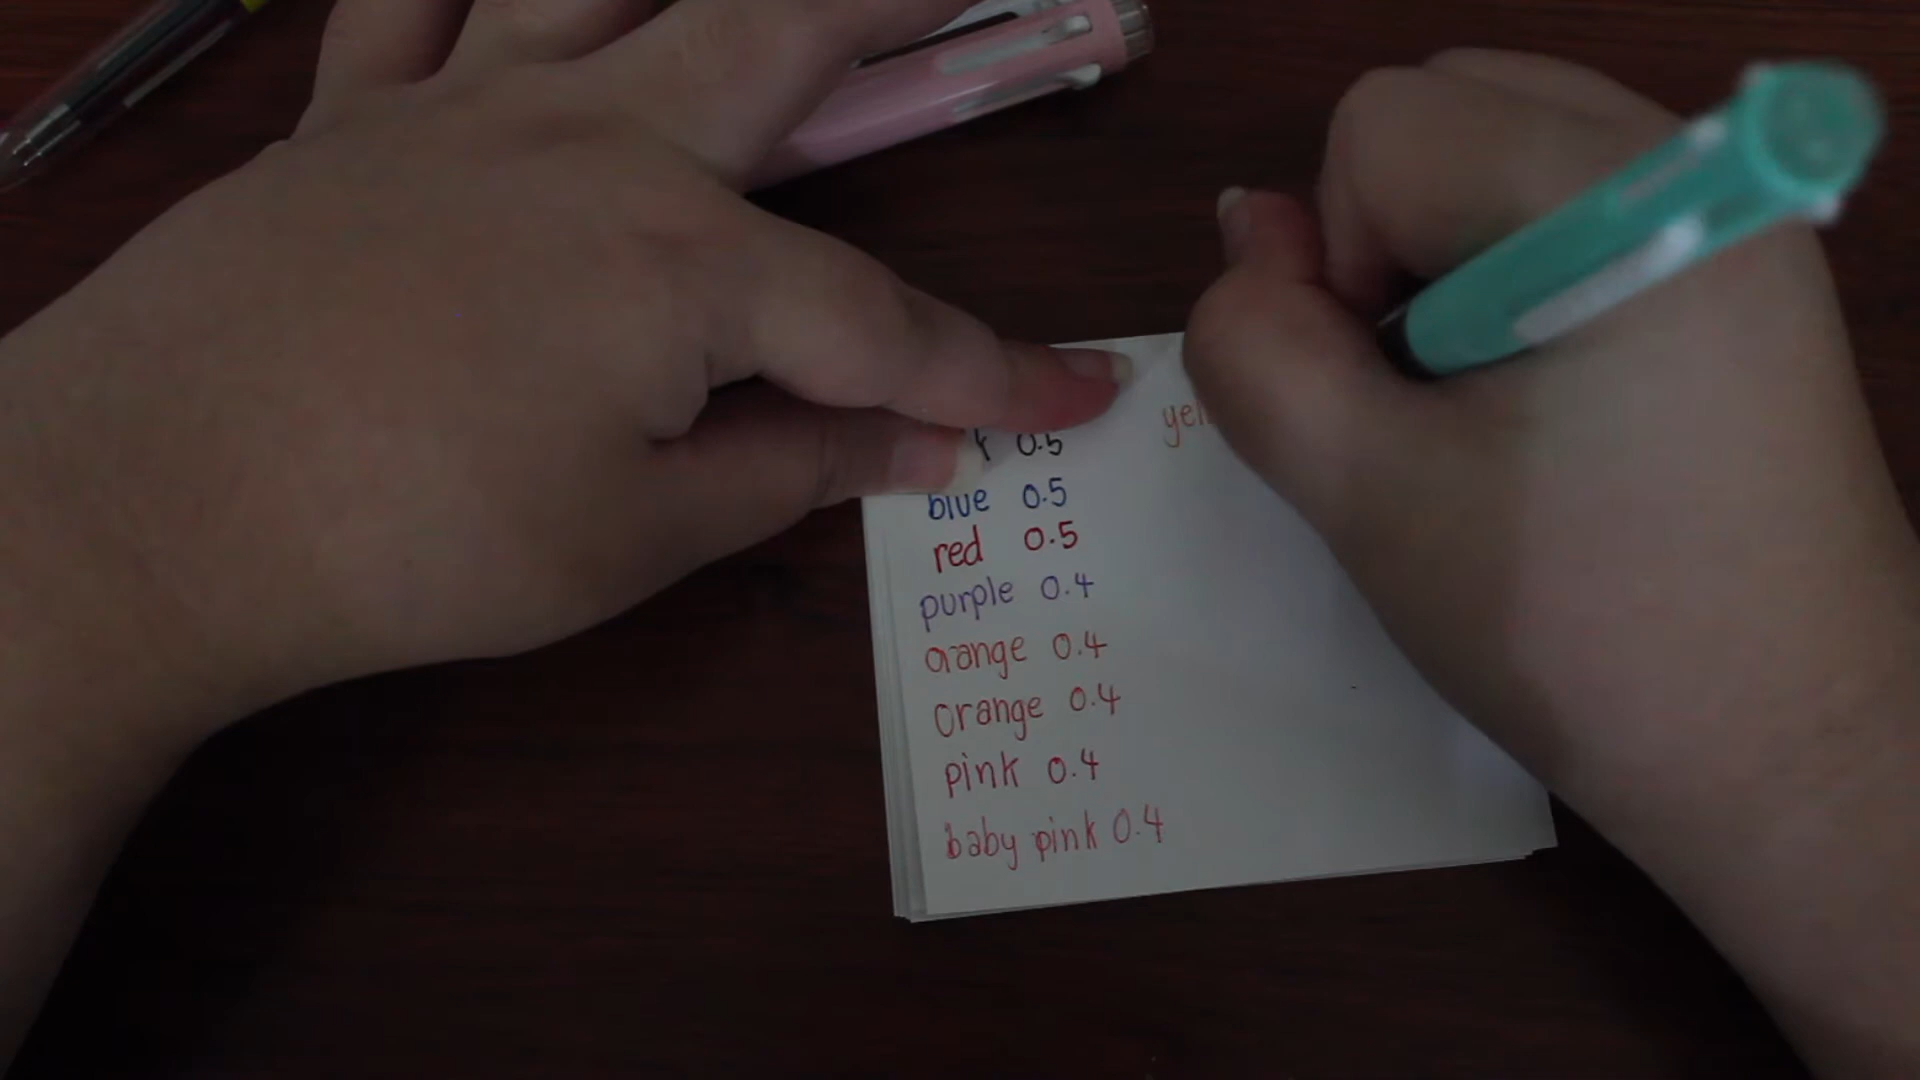 0.5
blue 0.5
red 0.5
purple 0.4
orange 0.4
orange 0.4
pink 0.4
baby pink 0.4